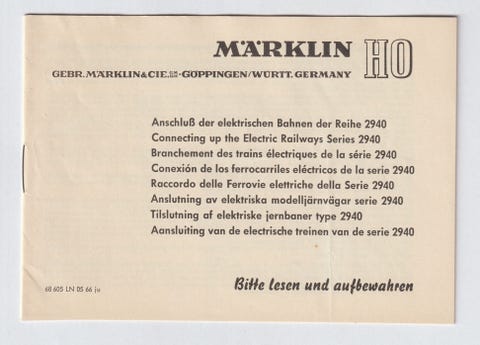 MÄRKLIN HO
GEBR. MÄRKLIN & CIE. GMBH · GÖPPINGEN/WÜRTT. GERMANY
Anschluß der elektrischen Bahnen der Reihe 2940
Connecting up the Electric Railways Series 2940
Branchement des trains électriques de la série 2940
Conexión de los ferrocarriles eléctricos de la serie 2940
Raccordo delle Ferrovie elettriche della Serie 2940
Anslutning av elektriska modelljärnvägar serie 2940
Tilslutning af elektriske jernbaner type 2940
Aansluiting van de electrische treinen van de serie 2940
Bitte lesen und aufbewahren
68 605 LN 05 66 ju